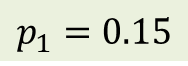 p₁ = 0.15